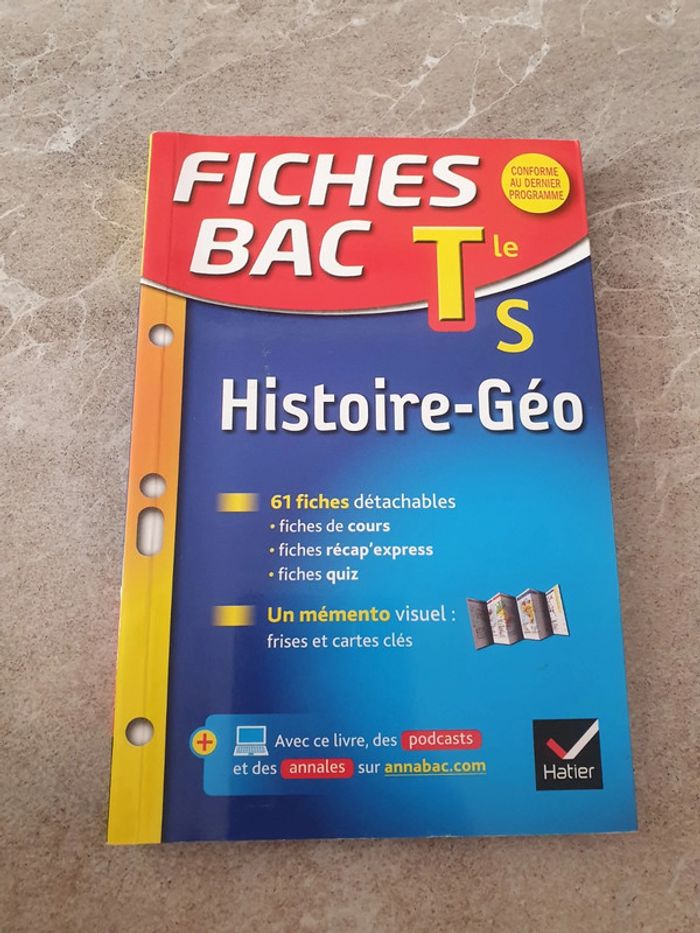 FICHES
BAC
CONFORME
AU DERNIER
PROGRAMME
Tle
S
Histoire-Géo
61 fiches détachables
• fiches de cours
• fiches récap'express
• fiches quiz
Un mémento visuel :
frises et cartes clés
+ Avec ce livre, des podcasts
et des annales sur annabac.com
Hatier